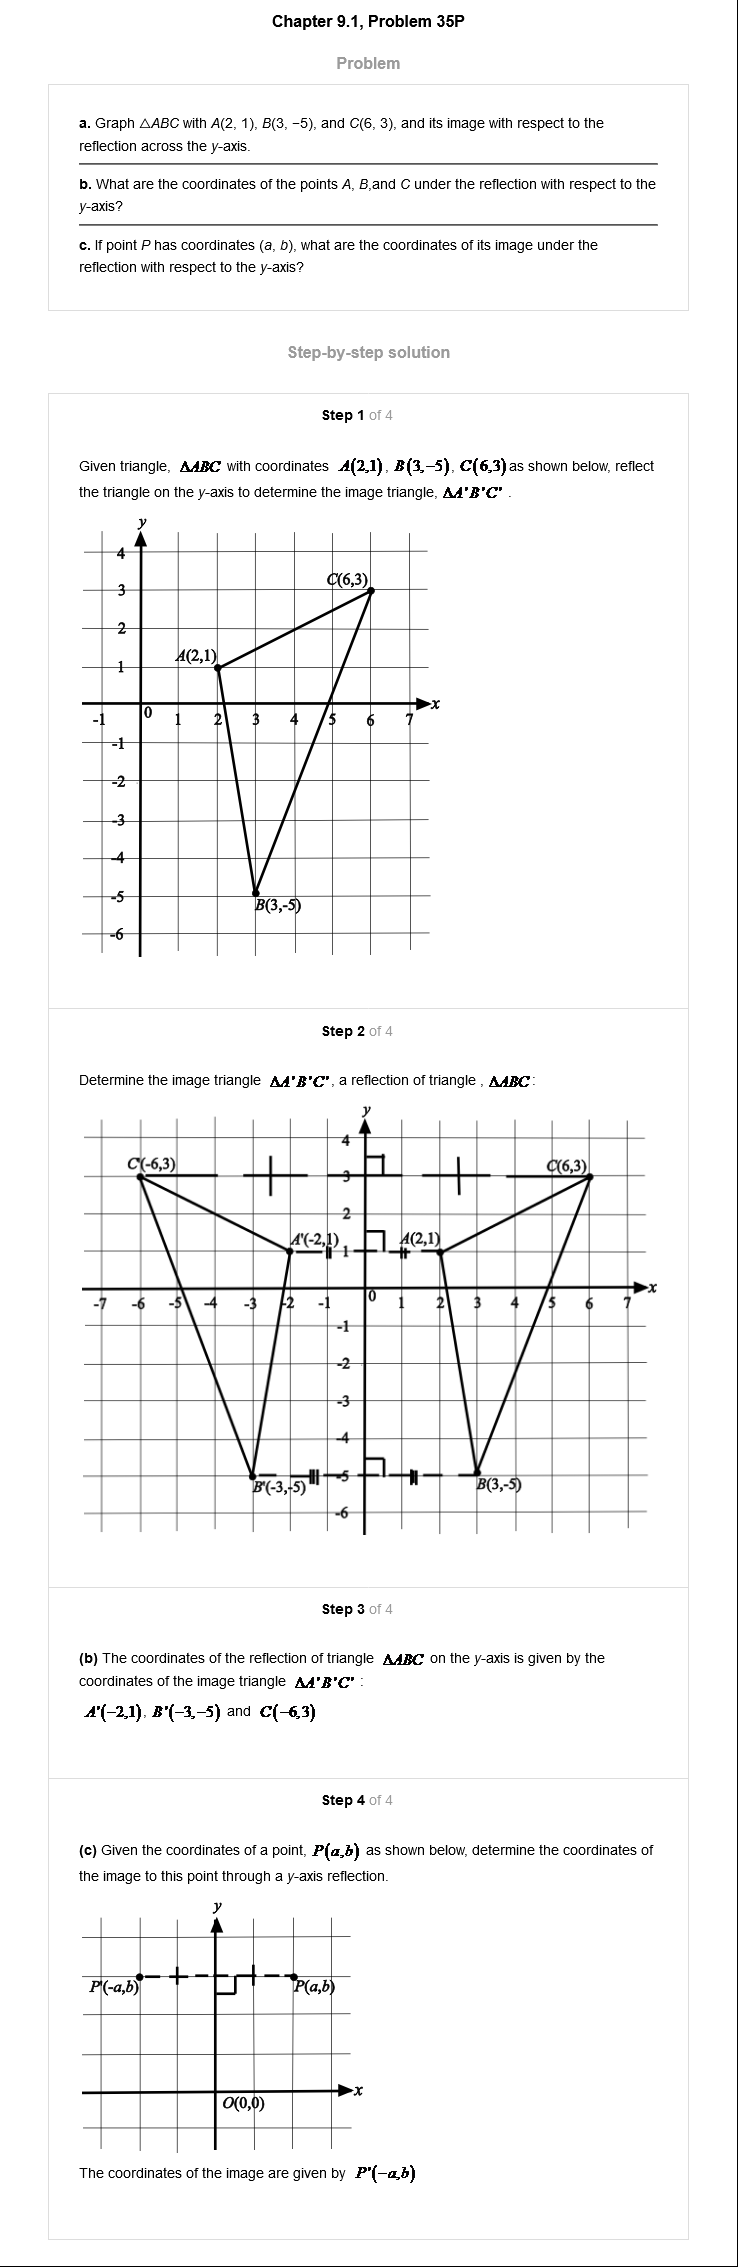 Chapter 9.1, Problem 35P
Problem
a. Graph △ABC with A(2, 1), B(3, −5), and C(6, 3), and its image with respect to the
reflection across the y-axis.
b. What are the coordinates of the points A, B,and C under the reflection with respect to the
y-axis?
c. If point P has coordinates (a, b), what are the coordinates of its image under the
reflection with respect to the y-axis?
Step-by-step solution
Step 1 of 4
Given triangle, ΔABC with coordinates A(2,1), B(3,−5), C(6,3) as shown below, reflect
the triangle on the y-axis to determine the image triangle, ΔA'B'C' .
y
4
C(6,3)
3
2
A(2,1)
1
x
-1 0 1 2 3 4 5 6 7
-1
-2
-3
-4
-5
B(3,-5)
-6
Step 2 of 4
Determine the image triangle ΔA'B'C', a reflection of triangle , ΔABC:
y
4
C'(-6,3) C(6,3)
3
2
A'(-2,1) A(2,1)
1
x
-7 -6 -5 -4 -3 -2 -1 0 1 2 3 4 5 6 7
-1
-2
-3
-4
-5
B'(-3,-5) B(3,-5)
-6
Step 3 of 4
(b) The coordinates of the reflection of triangle ΔABC on the y-axis is given by the
coordinates of the image triangle ΔA'B'C' :
A'(−2,1), B'(−3,−5) and C(−6,3)
Step 4 of 4
(c) Given the coordinates of a point, P(a,b) as shown below, determine the coordinates of
the image to this point through a y-axis reflection.
y
P'(-a,b) P(a,b)
x
O(0,0)
The coordinates of the image are given by P'(−a,b)